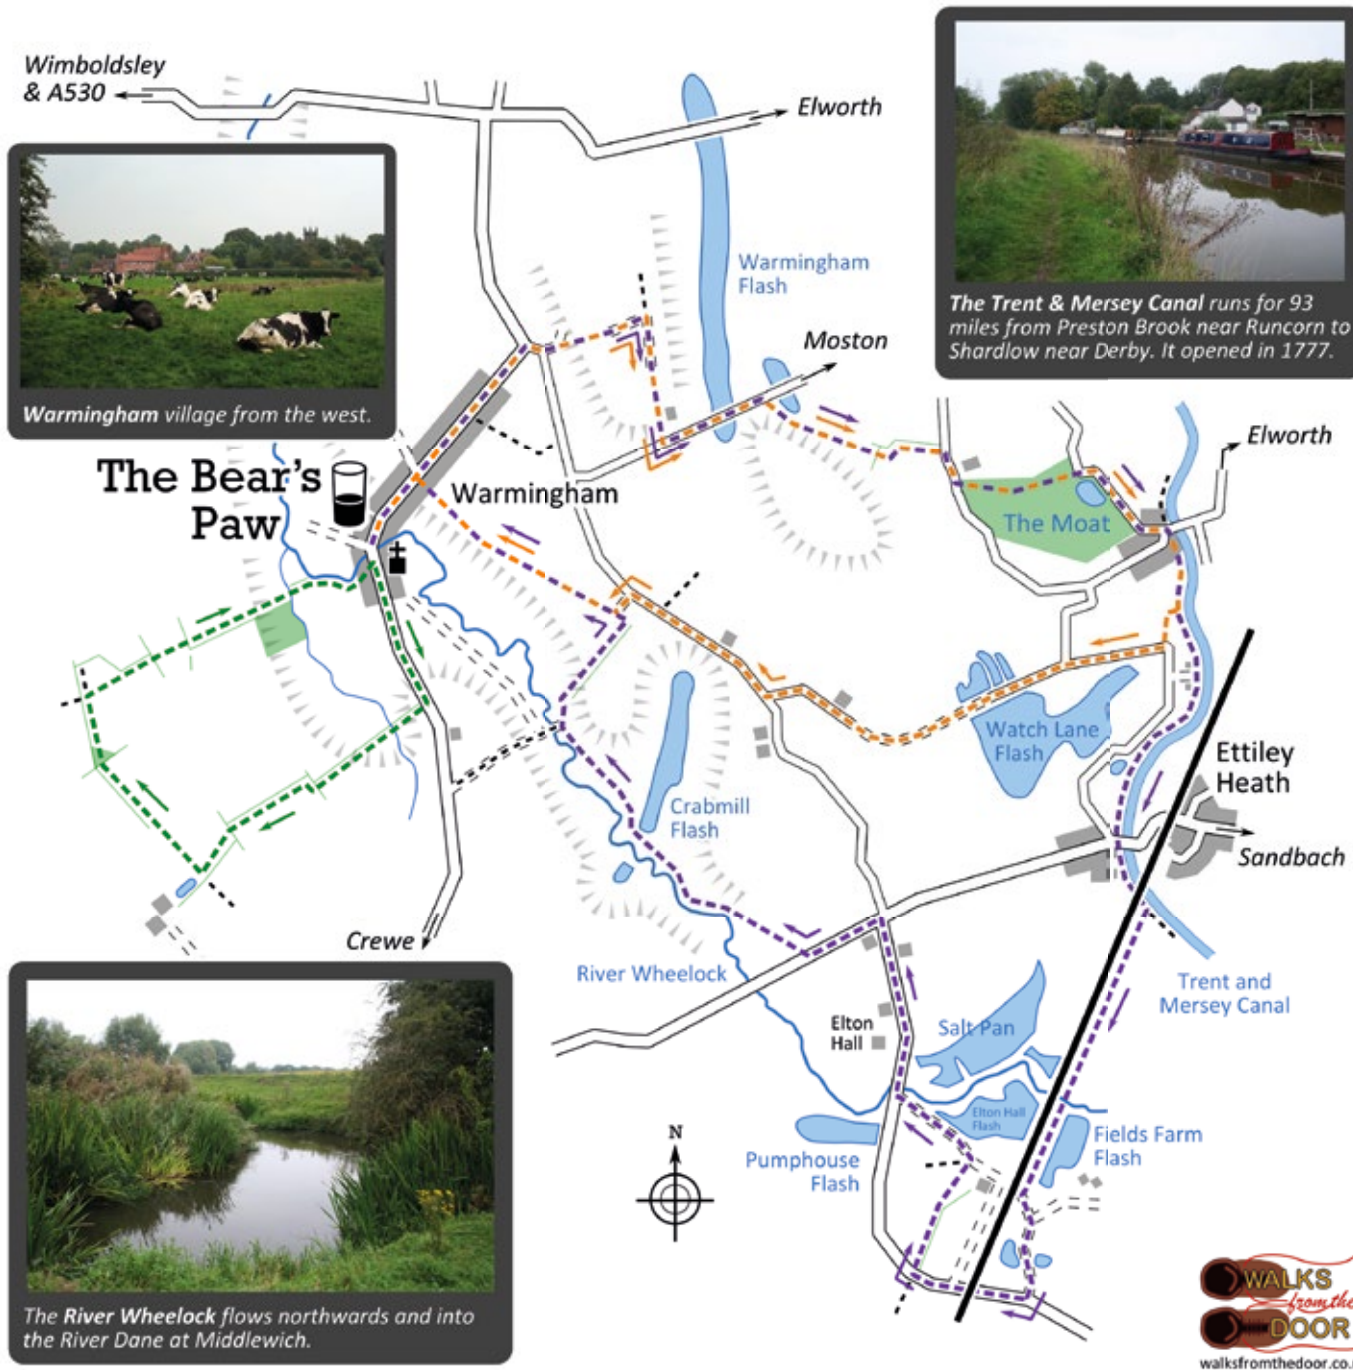 Wimboldsley
& A530
Elworth
Warmingham village from the west.
The Trent & Mersey Canal runs for 93
miles from Preston Brook near Runcorn to
Shardlow near Derby. It opened in 1777.
Warmingham
Flash
Moston
Elworth
The Bear's
Paw
Warmingham
The Moat
Watch Lane
Flash
Ettiley
Heath
Crabmill
Flash
Sandbach
Crewe
River Wheelock
Trent and
Mersey Canal
Elton
Hall
Salt Pan
Elton Hall
Flash
Fields Farm
Flash
Pumphouse
Flash
N
The River Wheelock flows northwards and into
the River Dane at Middlewich.
WALKS
from the
DOOR
walksfromthedoor.co.